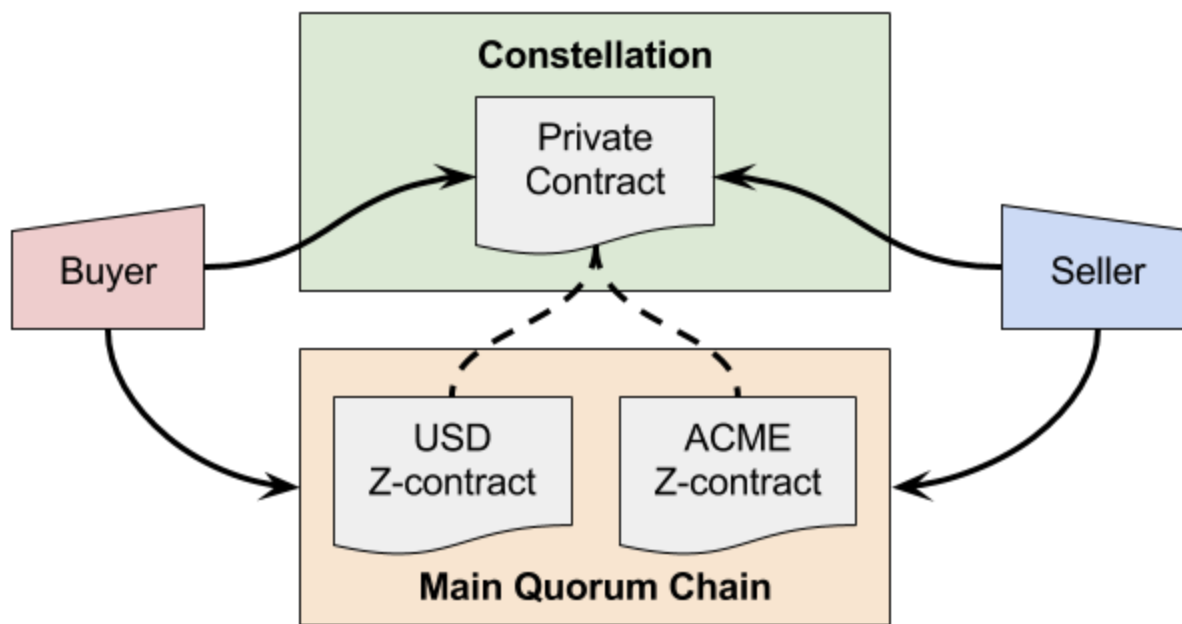 Constellation
Private
Contract
Buyer
Seller
USD
Z-contract
ACME
Z-contract
Main Quorum Chain